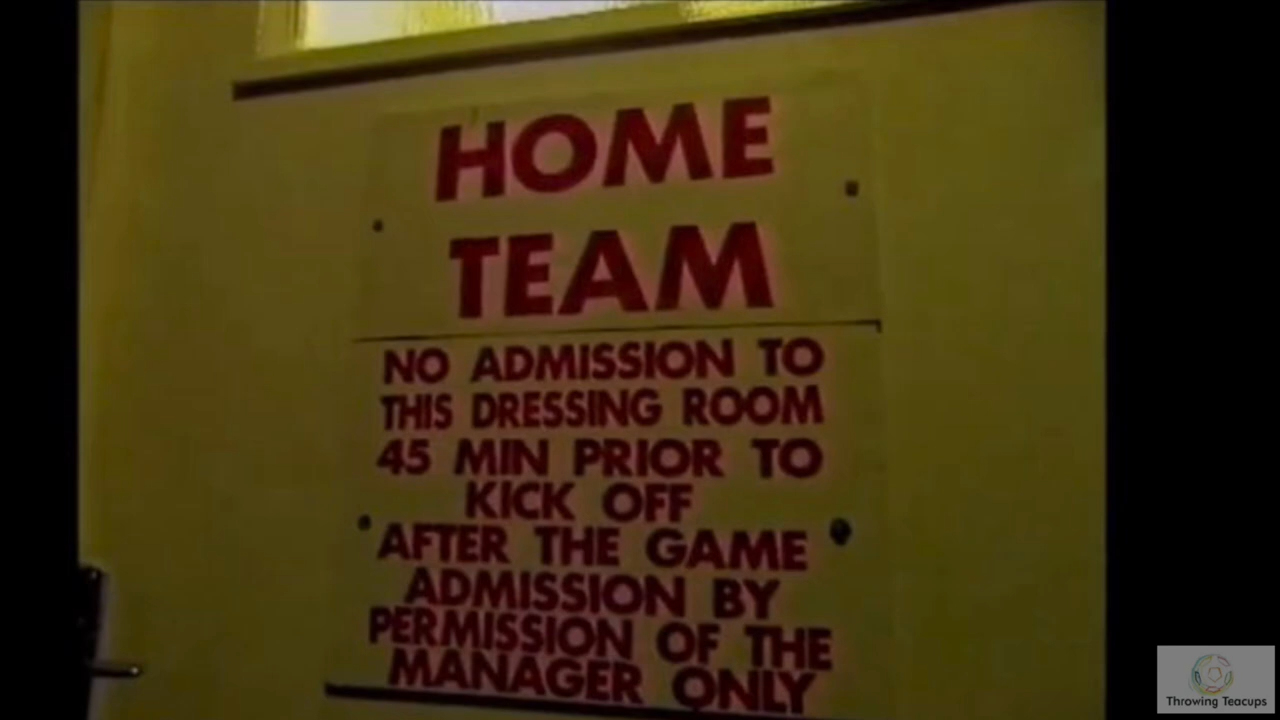 HOME
TEAM
NO ADMISSION TO
THIS DRESSING ROOM
45 MIN PRIOR TO
KICK OFF
AFTER THE GAME
ADMISSION BY
PERMISSION OF THE
MANAGER ONLY
Throwing Teacups